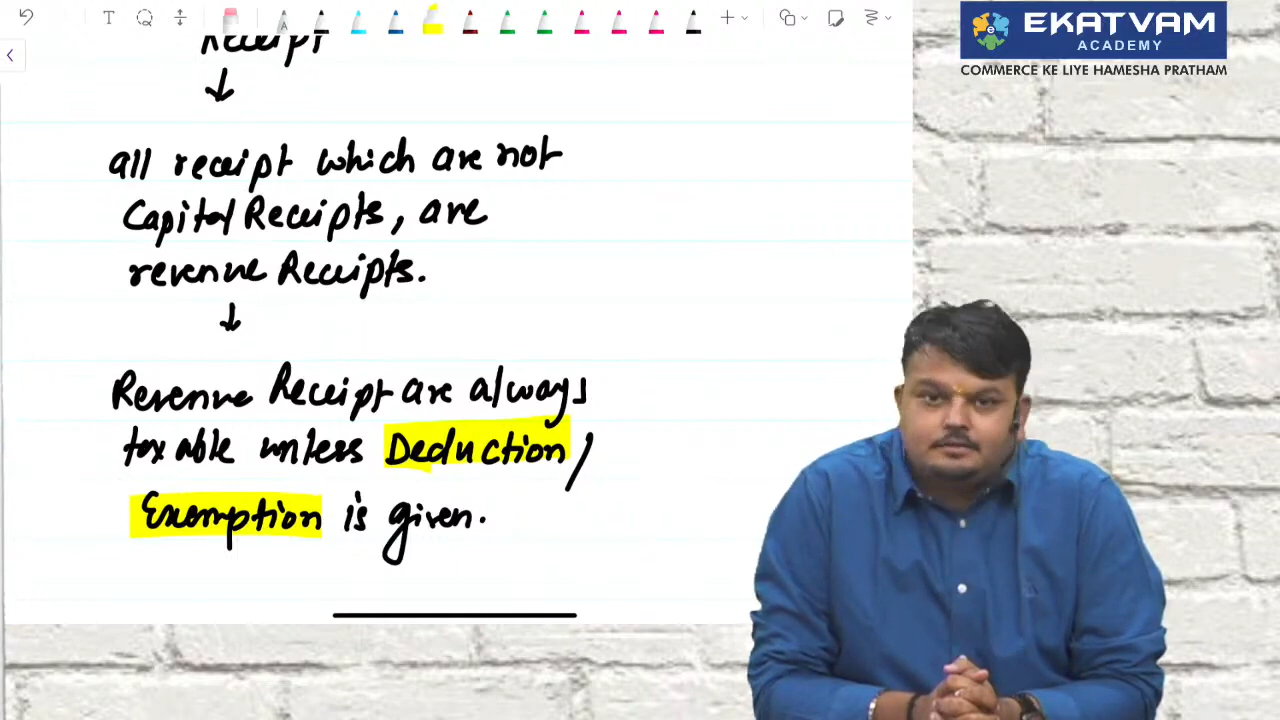 EKATVAM
ACADEMY
COMMERCE KE LIYE HAMESHA PRATHAM
Receipt
all receipt which are not
Capital Receipts, are
revenue Receipts.
Revenue Receipt are always
taxable unless Deduction/
Exemption is given.